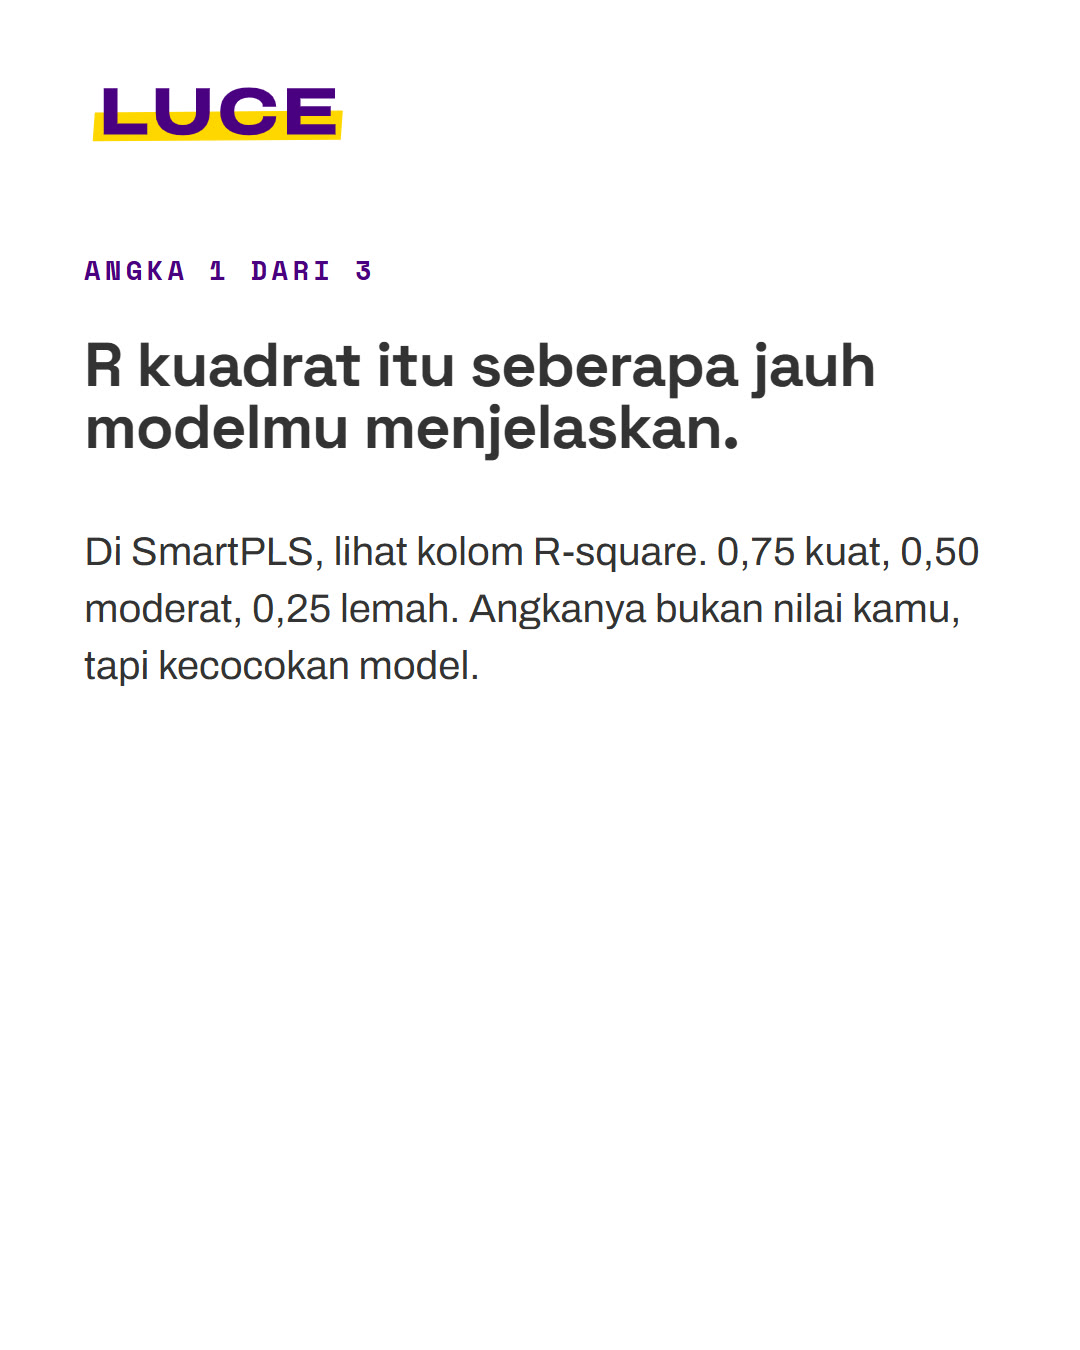 LUCE
ANGKA 1 DARI 3
R kuadrat itu seberapa jauh
modelmu menjelaskan.
Di SmartPLS, lihat kolom R-square. 0,75 kuat, 0,50
moderat, 0,25 lemah. Angkanya bukan nilai kamu,
tapi kecocokan model.